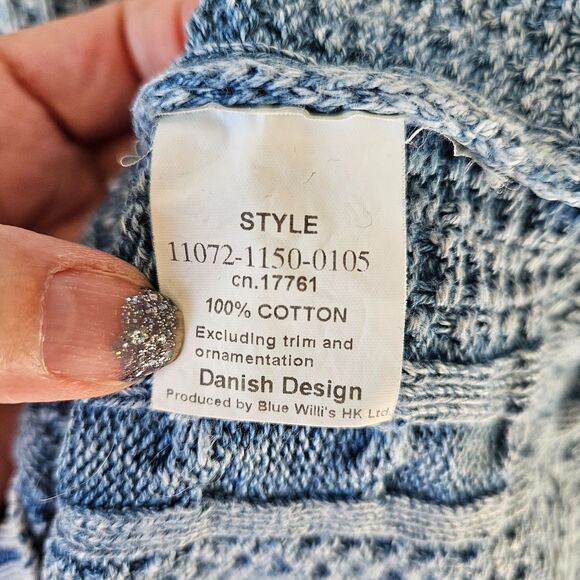 STYLE
11072-1150-0105
cn.17761
100% COTTON
Excluding trim and
ornamentation
Danish Design
Produced by Blue Willi's HK Ltd.